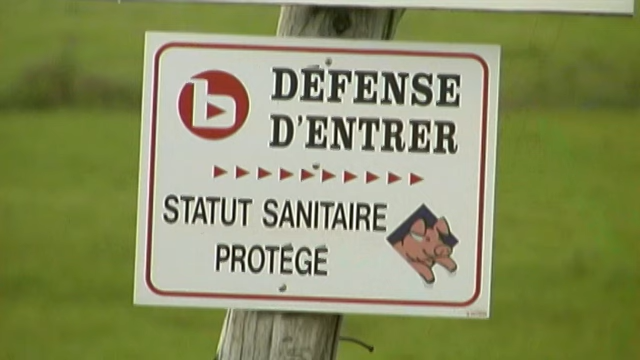 b
DÉFENSE
D'ENTRER
STATUT SANITAIRE
PROTÉGÉ